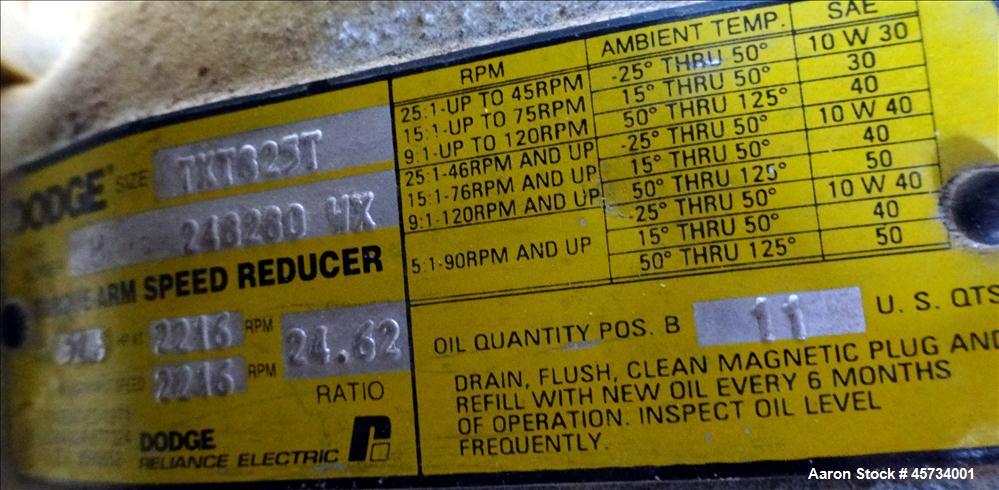 DODGE SIZE TXT825T
248280 WX
ARM SPEED REDUCER
HP AT 2216 RPM 24.62
SPEED 2216 RPM
RATIO
DODGE
RELIANCE ELECTRIC
RPM AMBIENT TEMP. SAE
25:1-UP TO 45RPM -25° THRU 50° 10 W 30
15:1-UP TO 75RPM 15° THRU 50° 30
9:1-UP TO 120RPM 50° THRU 125° 40
25:1-46RPM AND UP -25° THRU 50° 10 W 40
15:1-76RPM AND UP 15° THRU 50° 40
9:1-120RPM AND UP 50° THRU 125° 50
5:1-90RPM AND UP -25° THRU 50° 10 W 40
15° THRU 50° 40
50° THRU 125° 50
OIL QUANTITY POS. B 11 U. S. QTS
DRAIN, FLUSH, CLEAN MAGNETIC PLUG AND
REFILL WITH NEW OIL EVERY 6 MONTHS
OF OPERATION. INSPECT OIL LEVEL
FREQUENTLY.
Aaron Stock # 45734001